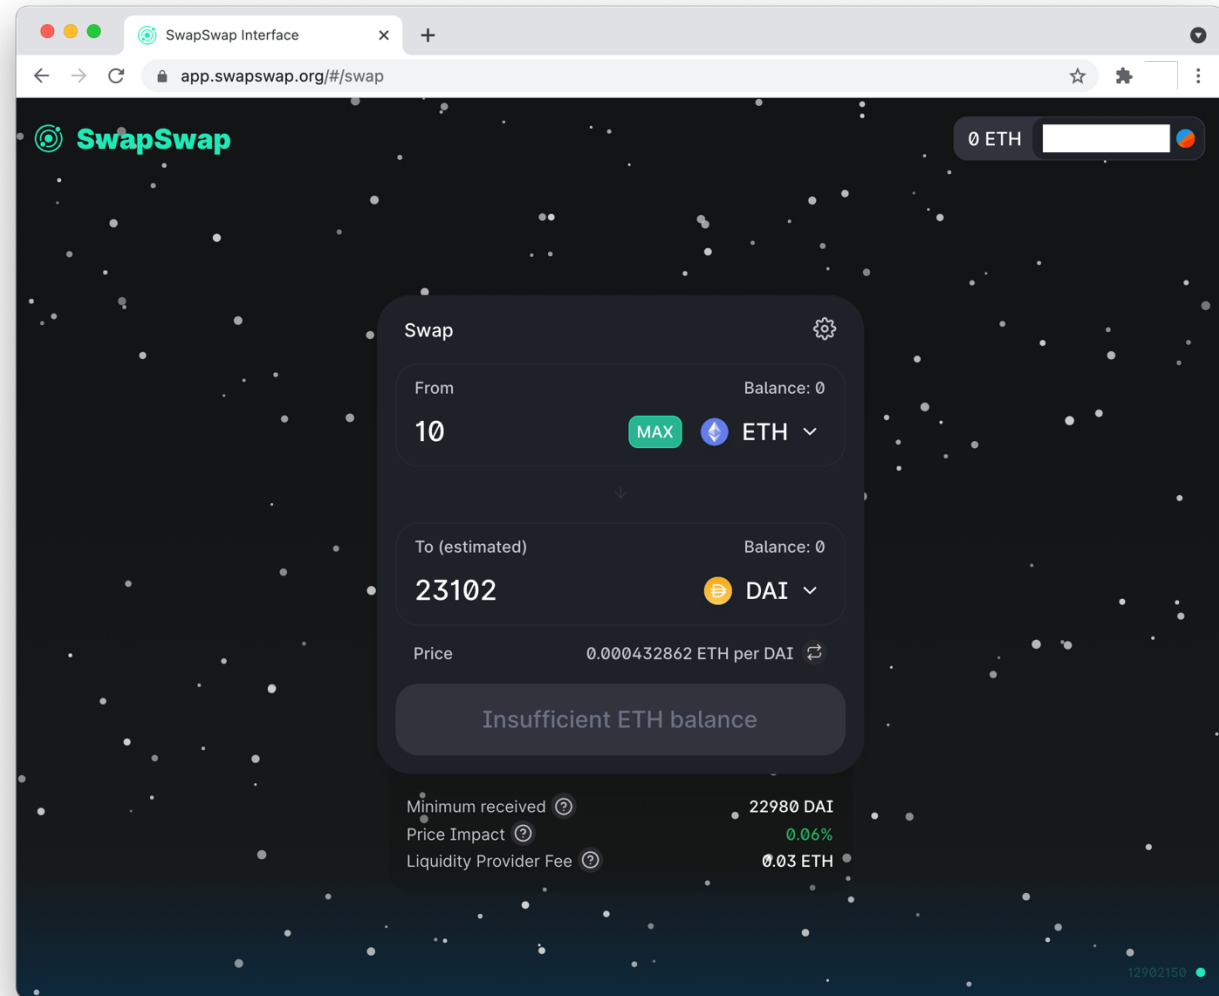 SwapSwap Interface
app.swapswap.org/#/swap
SwapSwap
0 ETH
Swap
From
Balance: 0
10
MAX
ETH
To (estimated)
Balance: 0
23102
DAI
Price
0.000432862 ETH per DAI
Insufficient ETH balance
Minimum received
22980 DAI
Price Impact
0.06%
Liquidity Provider Fee
0.03 ETH
12902150